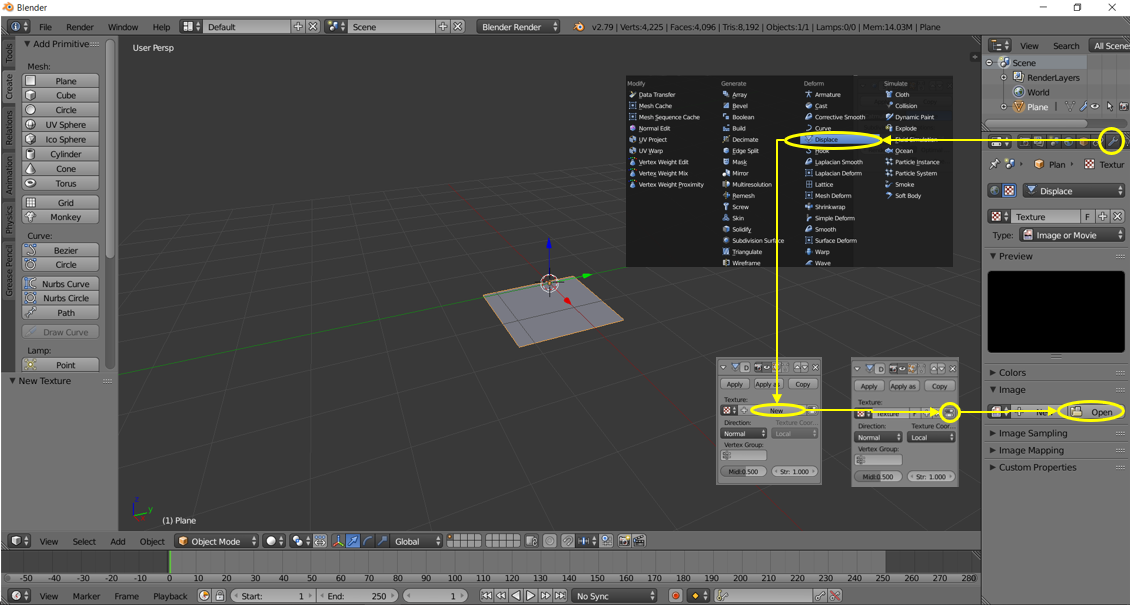 Blender
File Render Window Help Default Scene Blender Render v2.79 | Verts:4,225 | Faces:4,096 | Tris:8,192 | Objects:1/1 | Lamps:0/0 | Mem:14.03M | Plane
View Search All Scenes
Tools
Create
Relations
Animation
Physics
Grease Pencil
Add Primitive
Mesh:
Plane
Cube
Circle
UV Sphere
Ico Sphere
Cylinder
Cone
Torus
Grid
Monkey
Curve:
Bezier
Circle
Nurbs Curve
Nurbs Circle
Path
Draw Curve
Lamp:
Point
New Texture
User Persp
Modify
Data Transfer
Mesh Cache
Mesh Sequence Cache
Normal Edit
UV Project
UV Warp
Vertex Weight Edit
Vertex Weight Mix
Vertex Weight Proximity
Generate
Array
Bevel
Boolean
Build
Decimate
Edge Split
Mask
Mirror
Multiresolution
Remesh
Screw
Skin
Solidify
Subdivision Surface
Triangulate
Wireframe
Deform
Armature
Cast
Corrective Smooth
Curve
Displace
Hook
Laplacian Smooth
Laplacian Deform
Lattice
Mesh Deform
Shrinkwrap
Simple Deform
Smooth
Surface Deform
Warp
Wave
Simulate
Cloth
Collision
Dynamic Paint
Explode
Fluid Simulation
Ocean
Particle Instance
Particle System
Smoke
Soft Body
D
Apply Apply as Copy
Texture:
New
Direction: Texture Coor...
Normal Local
Vertex Group:
Midl:0.500 Str: 1.000
D
Apply Apply as Copy
Texture:
Texture F
Direction: Texture Coor...
Normal Local
Vertex Group:
Midl:0.500 Str: 1.000
z
y
(1) Plane
Scene
RenderLayers
World
Plane
Plan Textur
Displace
Texture F
Type: Image or Movie
Preview
Colors
Image
New Open
Image Sampling
Image Mapping
Custom Properties
View Select Add Object Object Mode Global
-50 -40 -30 -20 -10 0 10 20 30 40 50 60 70 80 90 100 110 120 130 140 150 160 170 180 190 200 210 220 230 240 250 260 270 280
View Marker Frame Playback Start: 1 End: 250 1 No Sync